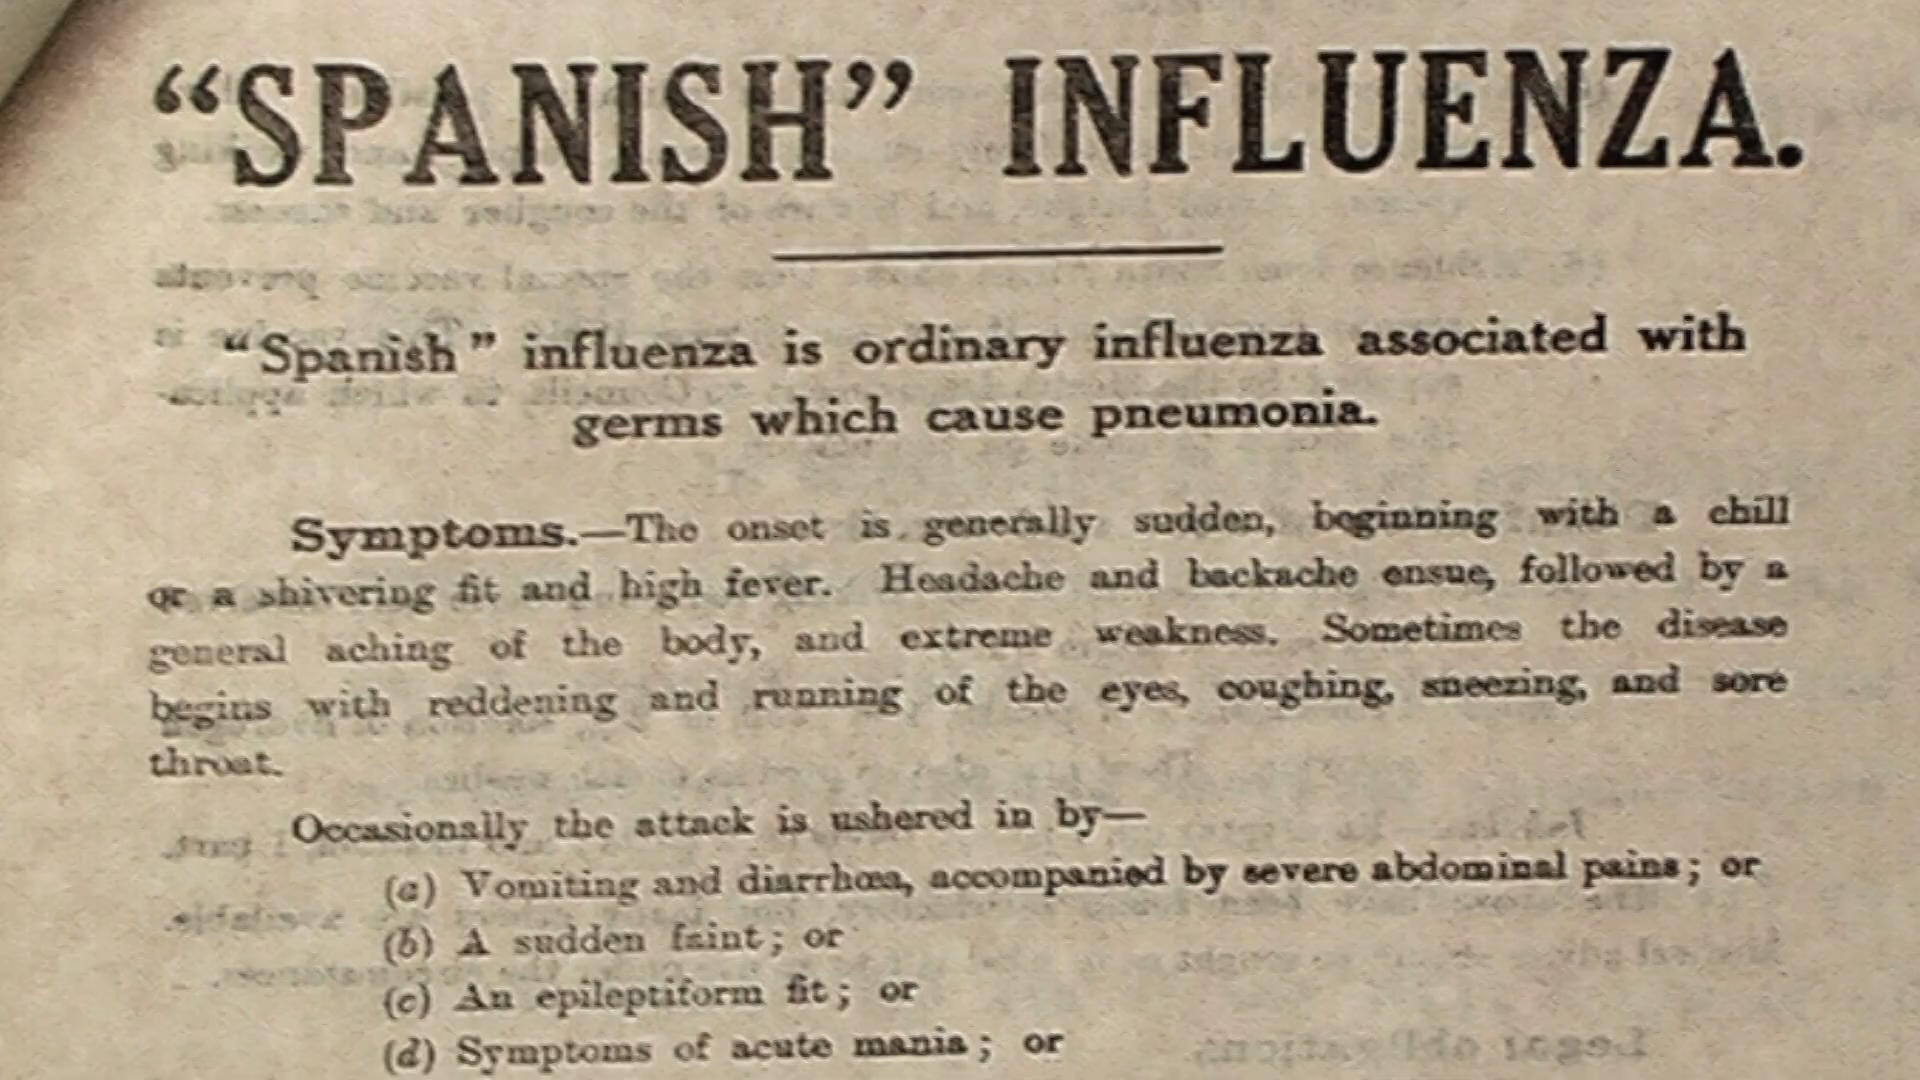 “SPANISH” INFLUENZA.
“Spanish” influenza is ordinary influenza associated with
germs which cause pneumonia.
Symptoms.—The onset is generally sudden, beginning with a chill
or a shivering fit and high fever. Headache and backache ensue, followed by a
general aching of the body, and extreme weakness. Sometimes the disease
begins with reddening and running of the eyes, coughing, sneezing, and sore
throat.
Occasionally the attack is ushered in by—
(a) Vomiting and diarrhœa, accompanied by severe abdominal pains; or
(b) A sudden faint; or
(c) An epileptiform fit; or
(d) Symptoms of acute mania; or